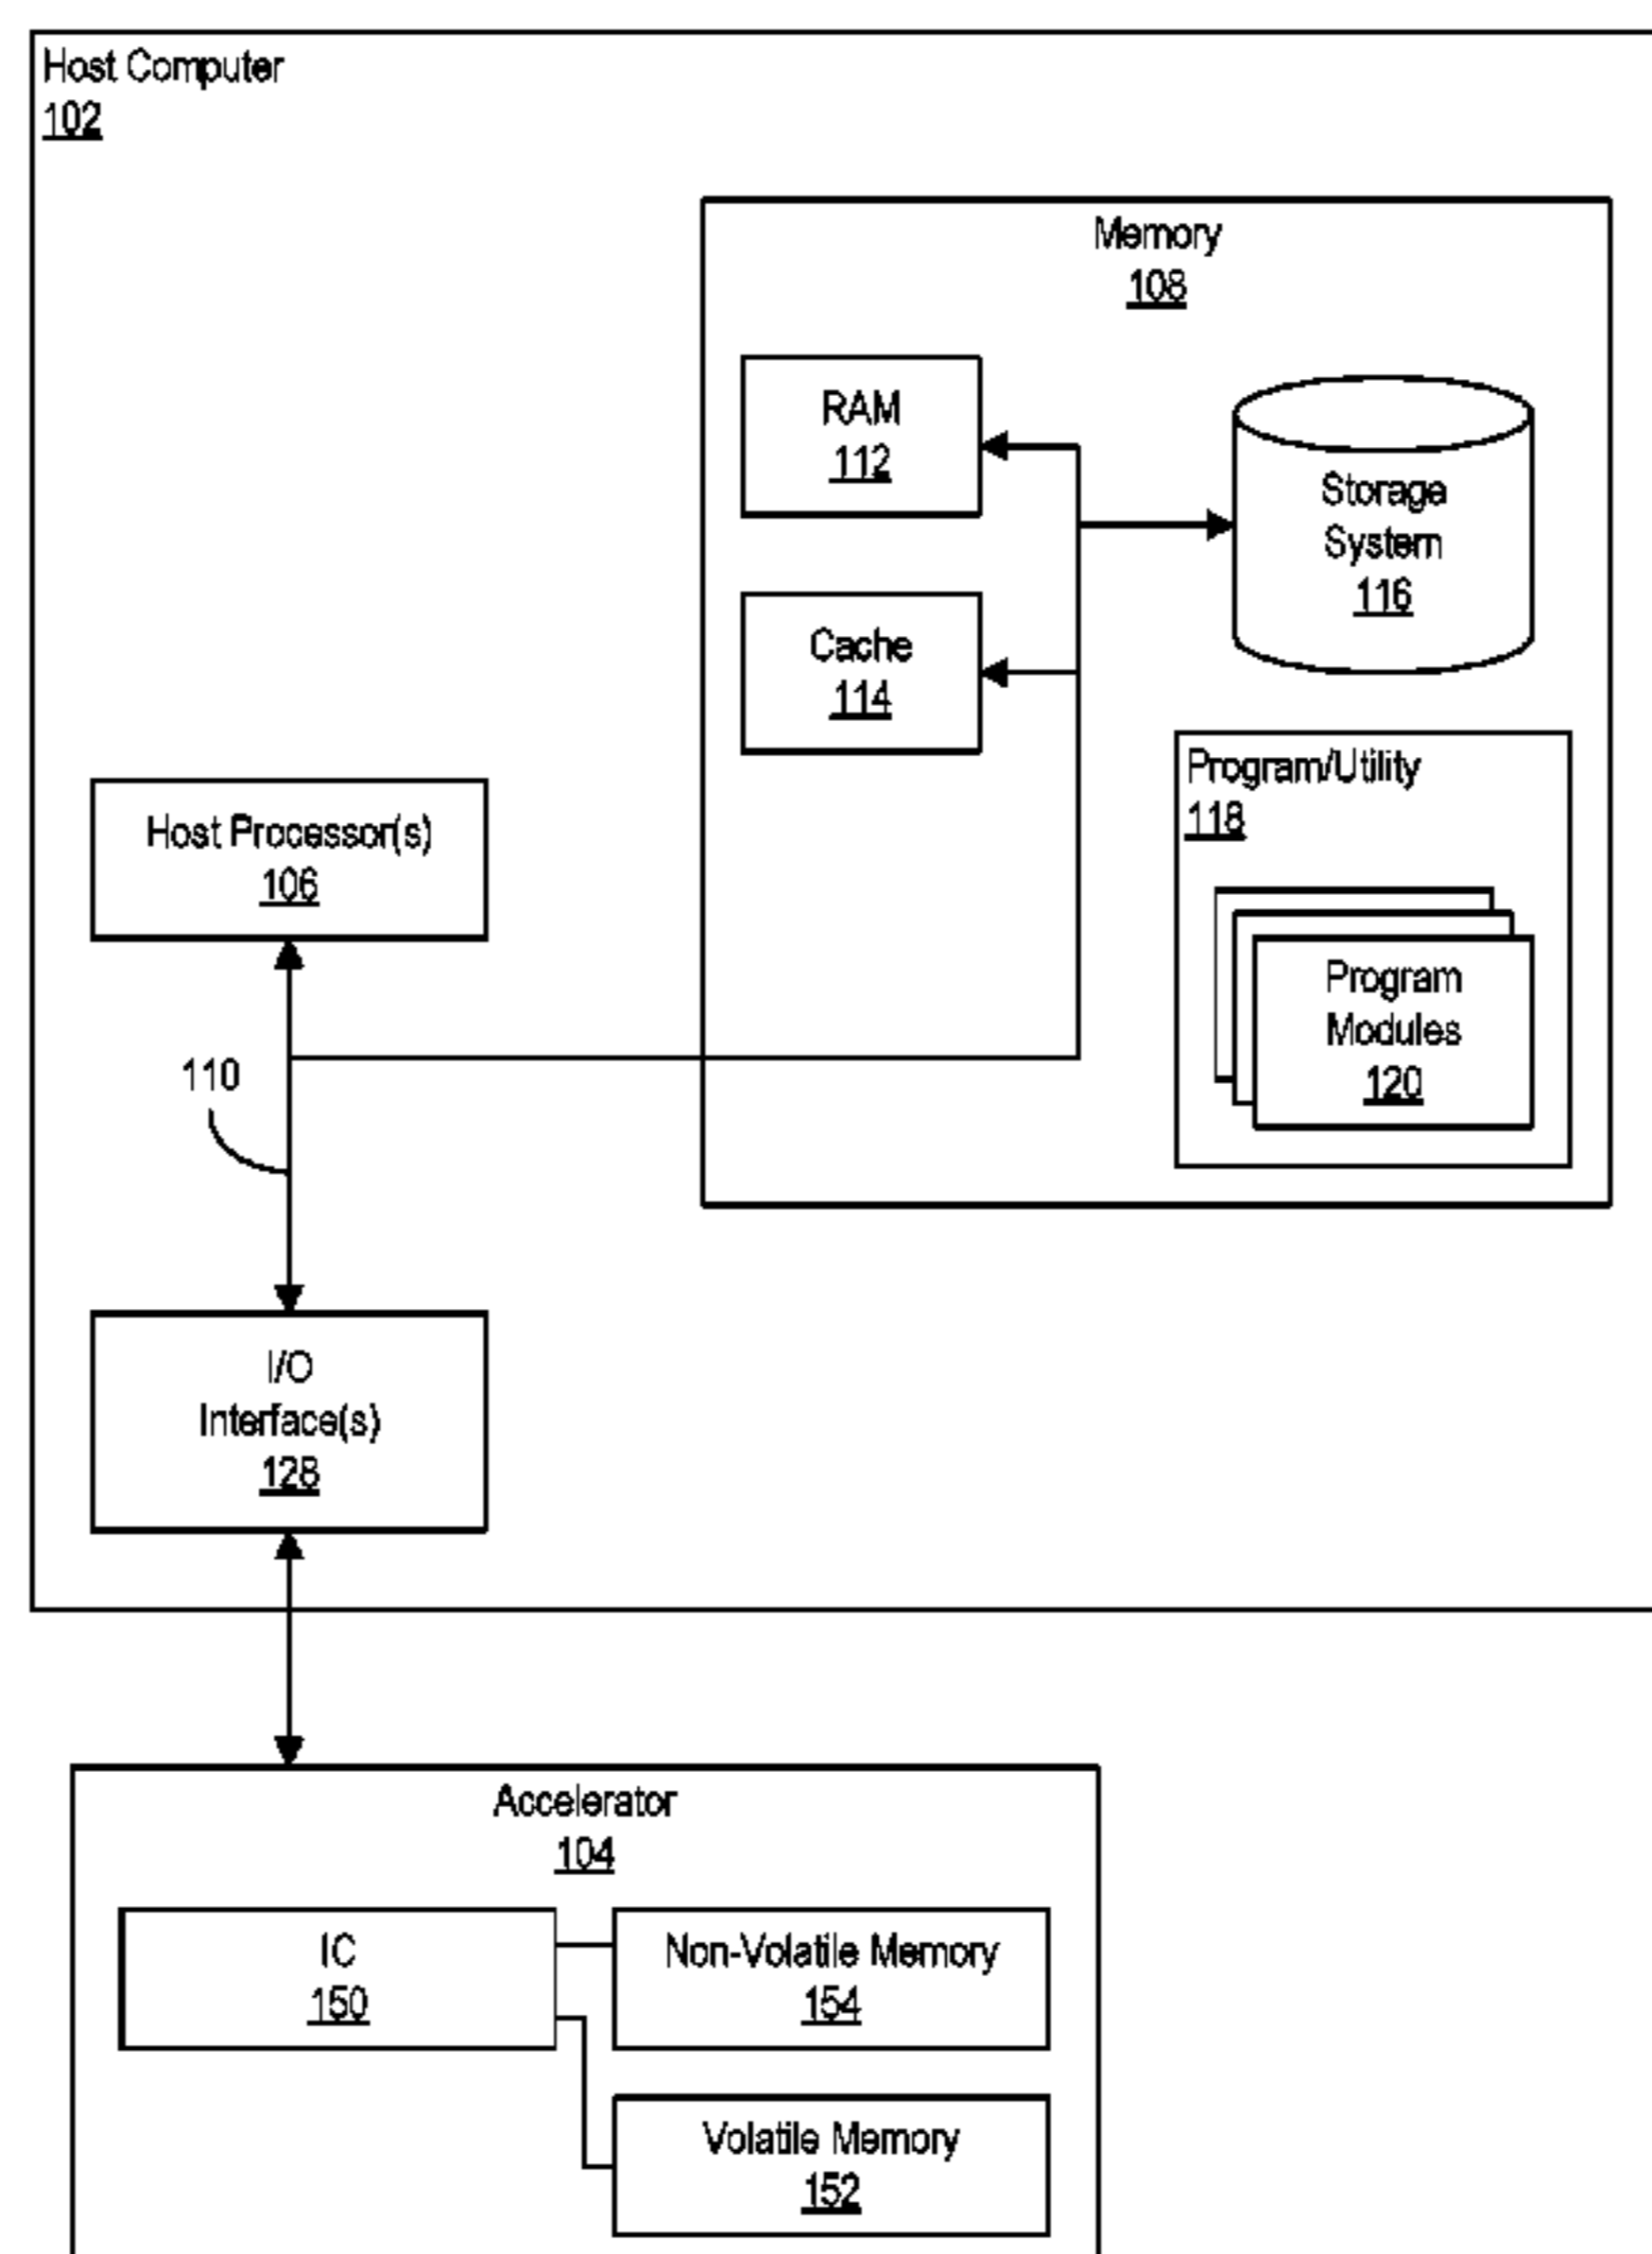 Host Computer
102
Memory
108
RAM
112
Storage
System
116
Cache
114
Program/Utility
118
Program
Modules
120
Host Processor(s)
106
110
I/O
Interface(s)
128
Accelerator
104
IC
150
Non-Volatile Memory
154
Volatile Memory
152